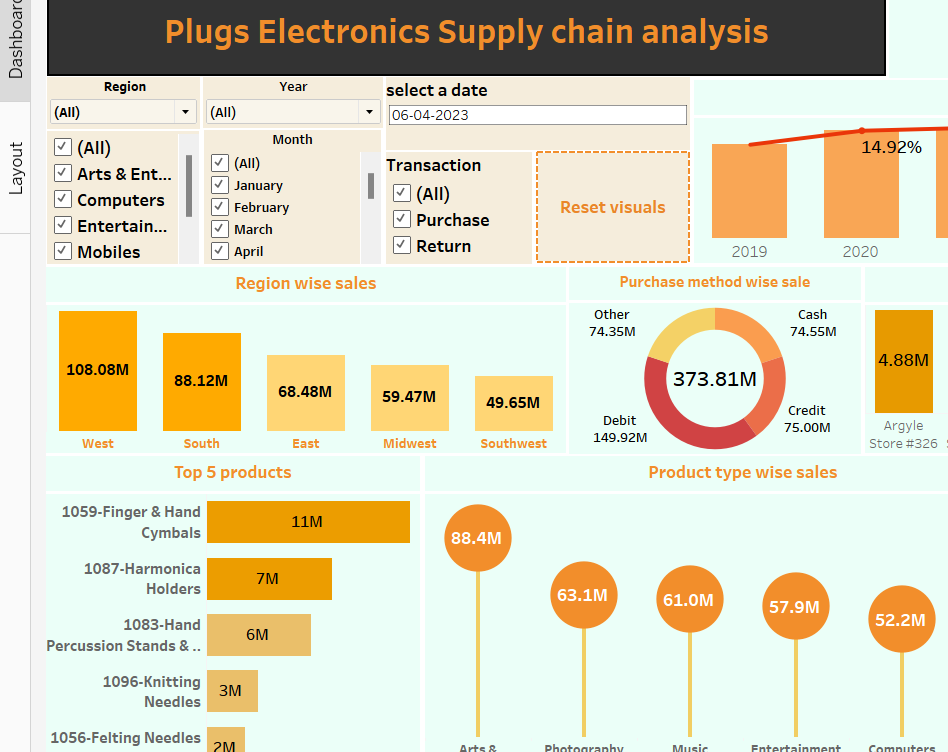 Dashboard
Layout
Plugs Electronics Supply chain analysis
Region
(All)
(All)
Arts & Ent...
Computers
Entertain...
Mobiles
Year
(All)
Month
(All)
January
February
March
April
select a date
06-04-2023
Transaction
(All)
Purchase
Return
Reset visuals
14.92%
2019
2020
Region wise sales
108.08M
88.12M
68.48M
59.47M
49.65M
West
South
East
Midwest
Southwest
Purchase method wise sale
Other
74.35M
Cash
74.55M
373.81M
Debit
149.92M
Credit
75.00M
4.88M
Argyle
Store #326
Top 5 products
1059-Finger & Hand
Cymbals
11M
1087-Harmonica
Holders
7M
1083-Hand
Percussion Stands & ..
6M
1096-Knitting
Needles
3M
1056-Felting Needles
2M
Product type wise sales
88.4M
63.1M
61.0M
57.9M
52.2M
Arts &
Photography
Music
Entertainment
Computers